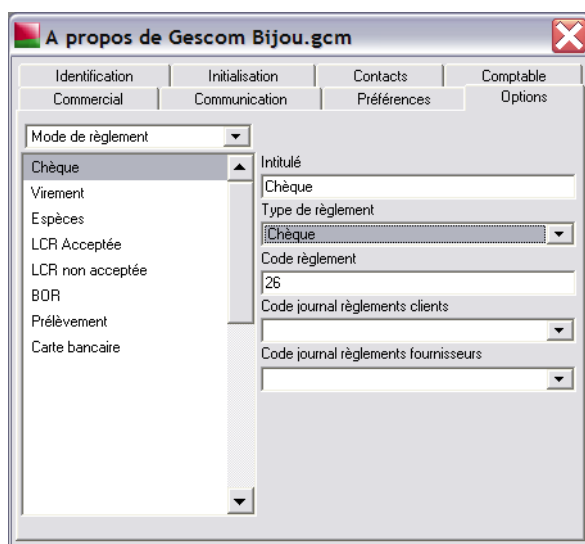 A propos de Gescom Bijou.gcm
Identification Initialisation Contacts Comptable
Commercial Communication Préférences Options
Mode de règlement
Chèque
Virement
Espèces
LCR Acceptée
LCR non acceptée
BOR
Prélèvement
Carte bancaire
Intitulé
Chèque
Type de règlement
Chèque
Code règlement
26
Code journal règlements clients
Code journal règlements fournisseurs